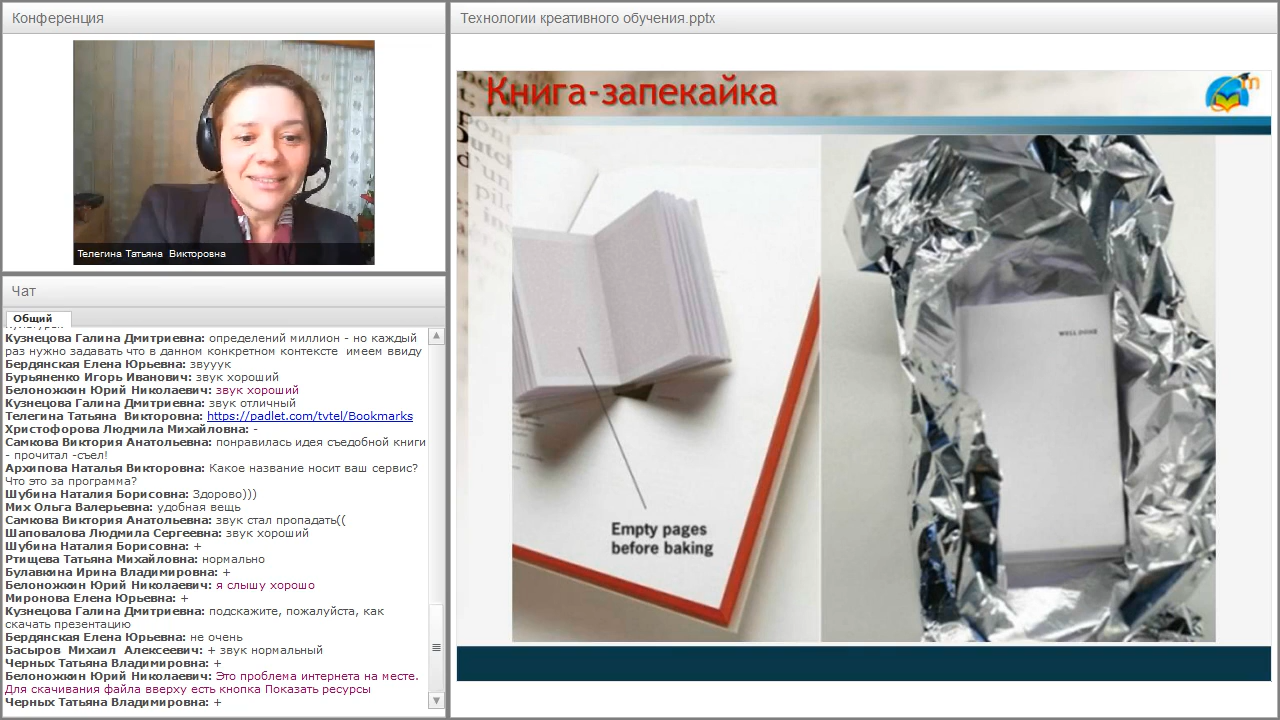 Конференция
Телегина Татьяна Викторовна
Чат
Общий
Кузнецова Галина Дмитриевна: определений миллион - но каждый
раз нужно задавать что в данном конкретном контексте имеем ввиду
Бердянская Елена Юрьевна: звууук
Бурьяненко Игорь Иванович: звук хороший
Белоножкин Юрий Николаевич: звук хороший
Кузнецова Галина Дмитриевна: звук отличный
Телегина Татьяна Викторовна: https://padlet.com/tvtel/Bookmarks
Христофорова Людмила Михайловна: -
Самкова Виктория Анатольевна: понравилась идея съедобной книги
- прочитал -съел!
Архипова Наталья Викторовна: Какое название носит ваш сервис?
Что это за программа?
Шубина Наталия Борисовна: Здорово)))
Мих Ольга Валерьевна: удобная вещь
Самкова Виктория Анатольевна: звук стал пропадать((
Шаповалова Людмила Сергеевна: звук хороший
Шубина Наталия Борисовна: +
Ртищева Татьяна Михайловна: нормально
Булавкина Ирина Владимировна: +
Белоножкин Юрий Николаевич: я слышу хорошо
Миронова Елена Юрьевна: +
Кузнецова Галина Дмитриевна: подскажите, пожалуйста, как
скачать презентацию
Бердянская Елена Юрьевна: не очень
Басыров Михаил Алексеевич: + звук нормальный
Черных Татьяна Владимировна: +
Белоножкин Юрий Николаевич: Это проблема интернета на месте.
Для скачивания файла вверху есть кнопка Показать ресурсы
Черных Татьяна Владимировна: +
Технологии креативного обучения.pptx
Книга-запекайка
Empty pages
before baking
WELL DONE